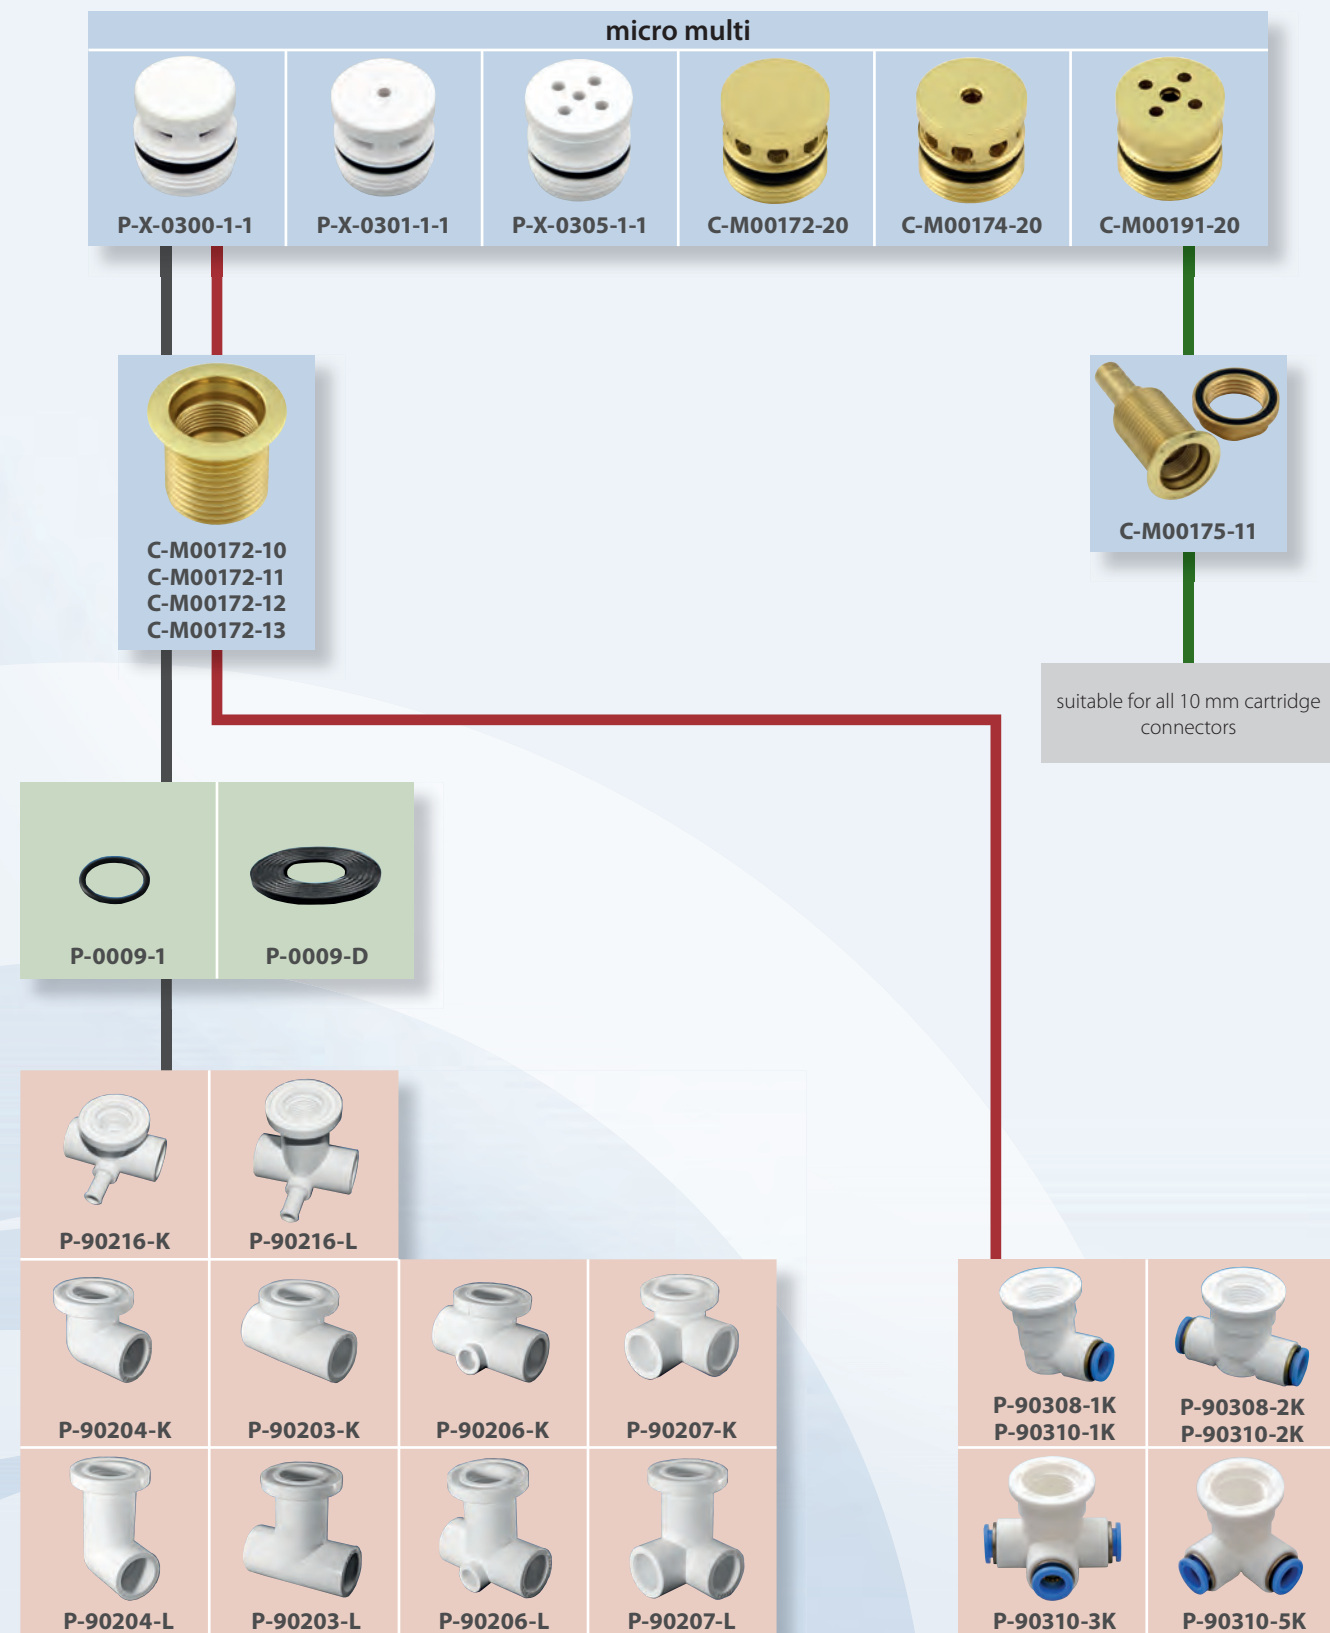 micro multi
P-X-0300-1-1
P-X-0301-1-1
P-X-0305-1-1
C-M00172-20
C-M00174-20
C-M00191-20
C-M00172-10
C-M00172-11
C-M00172-12
C-M00172-13
C-M00175-11
suitable for all 10 mm cartridge
connectors
P-0009-1
P-0009-D
P-90216-K
P-90216-L
P-90204-K
P-90203-K
P-90206-K
P-90207-K
P-90308-1K
P-90310-1K
P-90308-2K
P-90310-2K
P-90204-L
P-90203-L
P-90206-L
P-90207-L
P-90310-3K
P-90310-5K